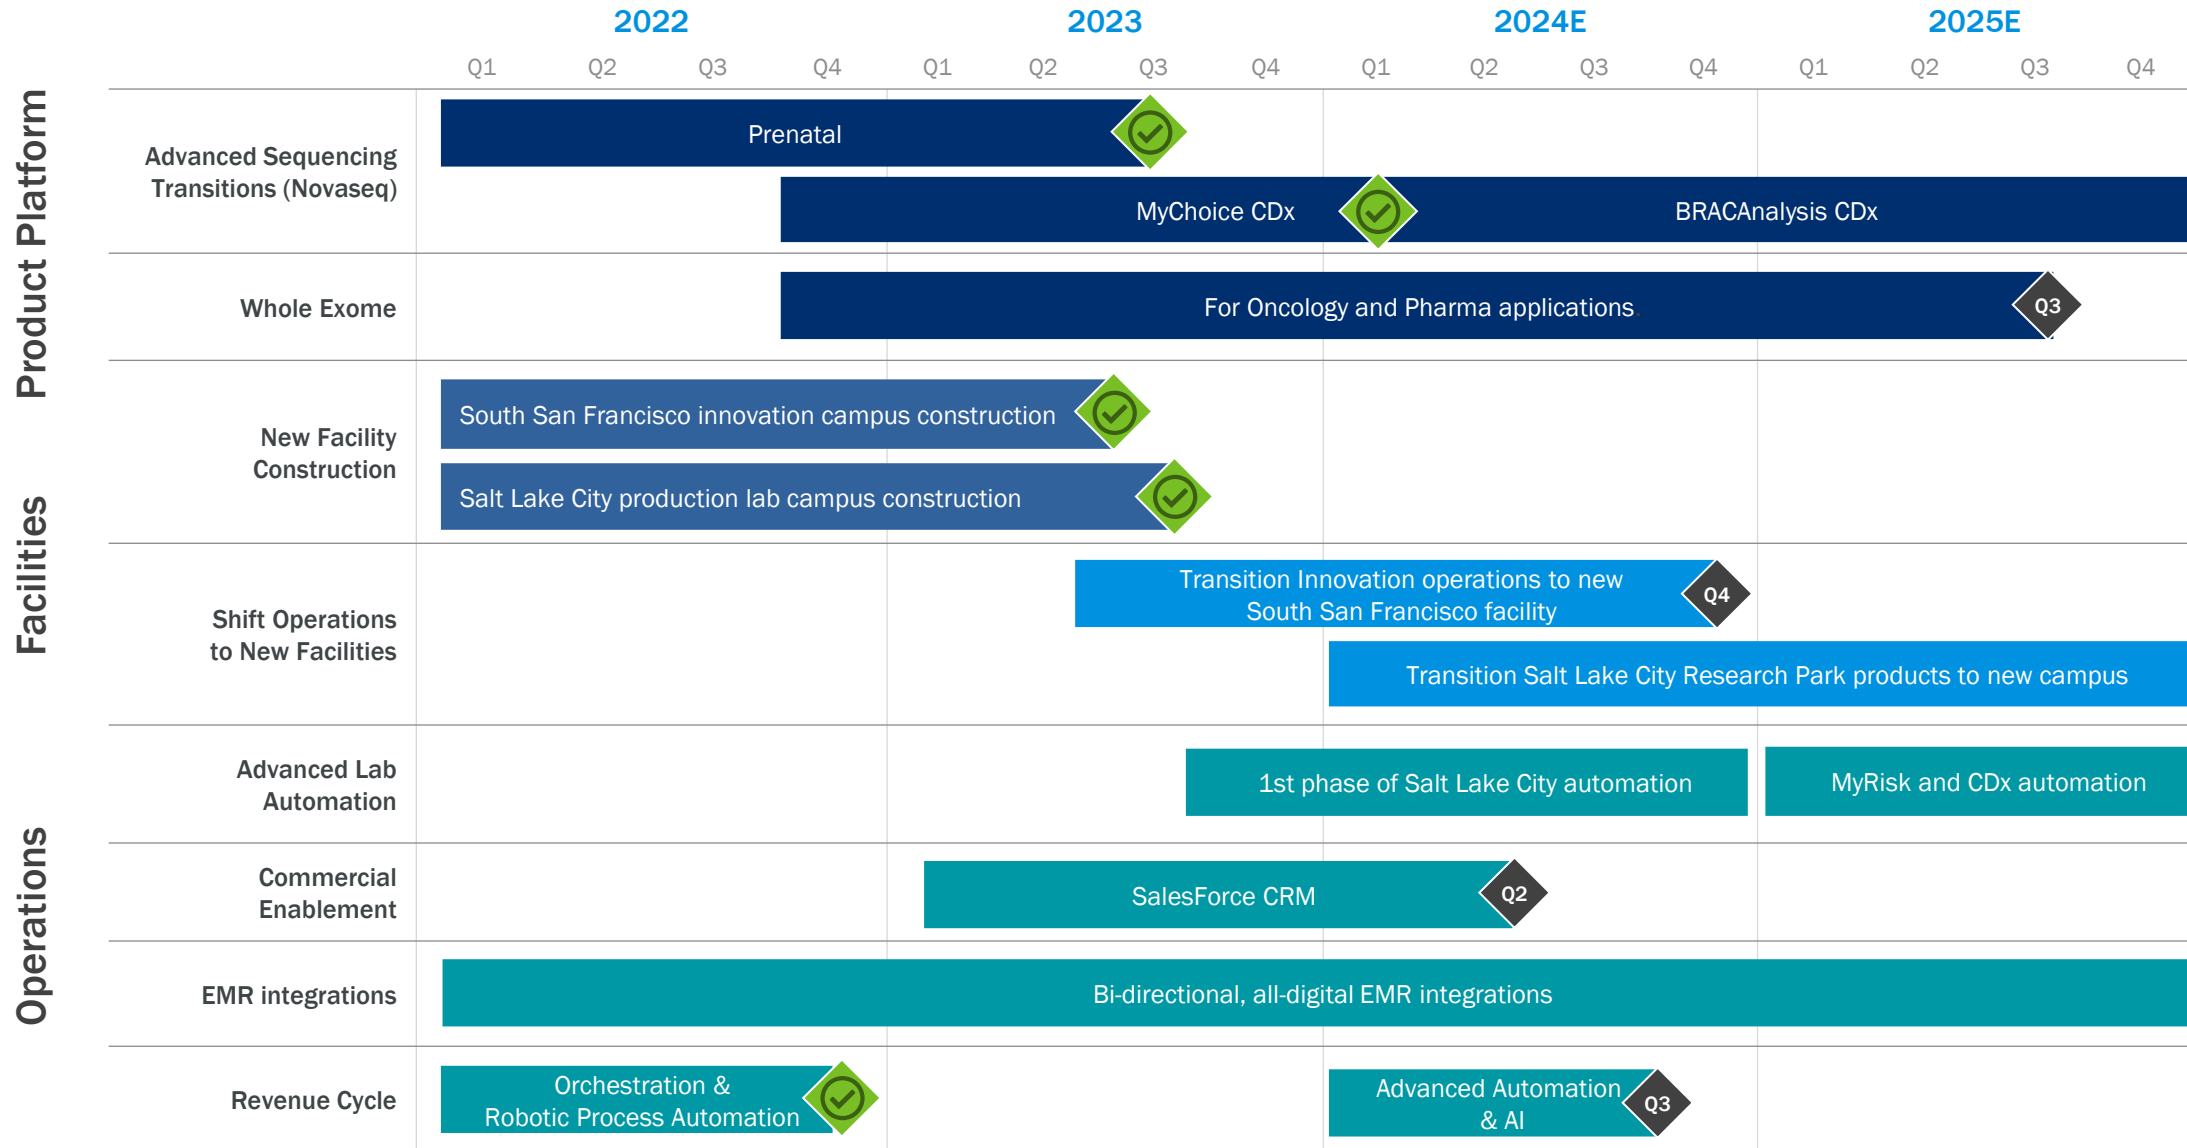 2022
2023
2024E
2025E
Q1 Q2 Q3 Q4 Q1 Q2 Q3 Q4 Q1 Q2 Q3 Q4 Q1 Q2 Q3 Q4
Product Platform
Advanced Sequencing
Transitions (Novaseq)
Prenatal
MyChoice CDx
BRACAnalysis CDx
Whole Exome
For Oncology and Pharma applications.
Q3
Facilities
New Facility
Construction
South San Francisco innovation campus construction
Salt Lake City production lab campus construction
Shift Operations
to New Facilities
Transition Innovation operations to new
South San Francisco facility
Q4
Transition Salt Lake City Research Park products to new campus
Operations
Advanced Lab
Automation
1st phase of Salt Lake City automation
MyRisk and CDx automation
Commercial
Enablement
SalesForce CRM
Q2
EMR integrations
Bi-directional, all-digital EMR integrations
Revenue Cycle
Orchestration &
Robotic Process Automation
Advanced Automation
& AI
Q3